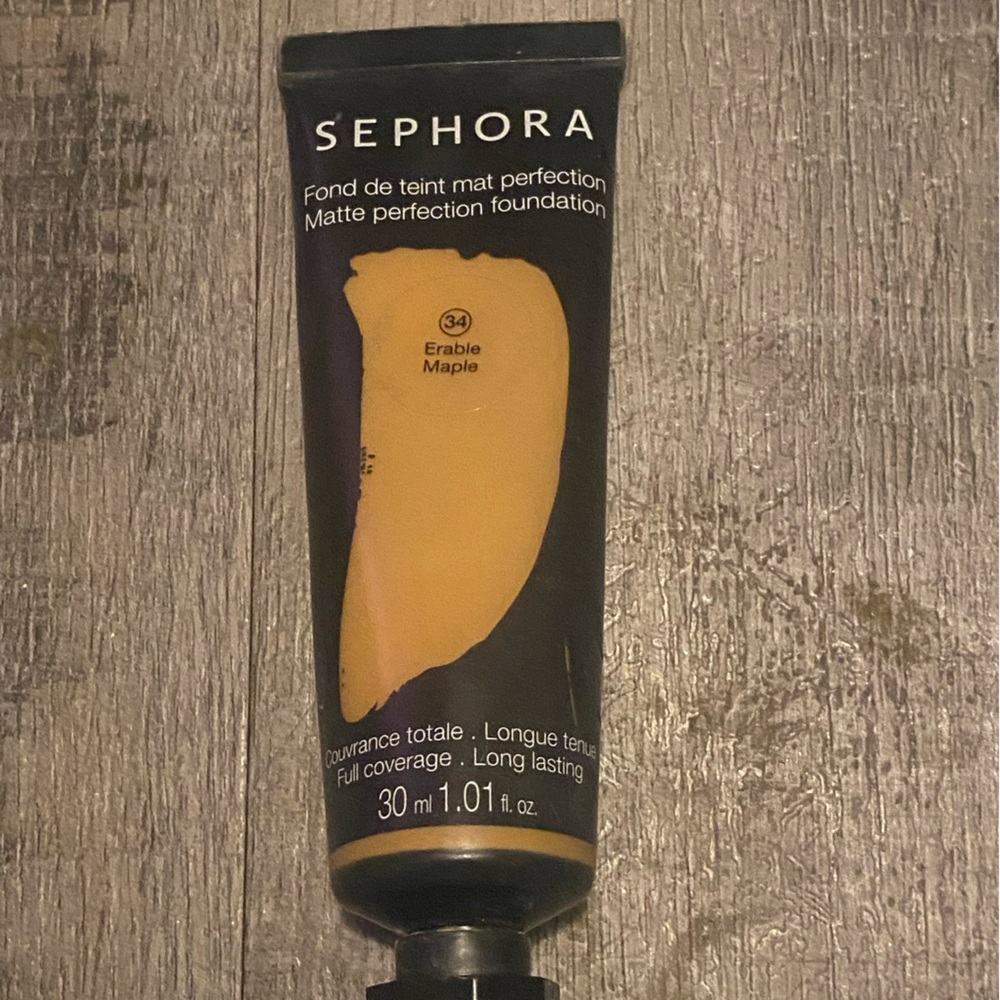 SEPHORA
Fond de teint mat perfection
Matte perfection foundation
34
Erable
Maple
Couvrance totale . Longue tenue
Full coverage . Long lasting
30 ml 1.01 fl. oz.